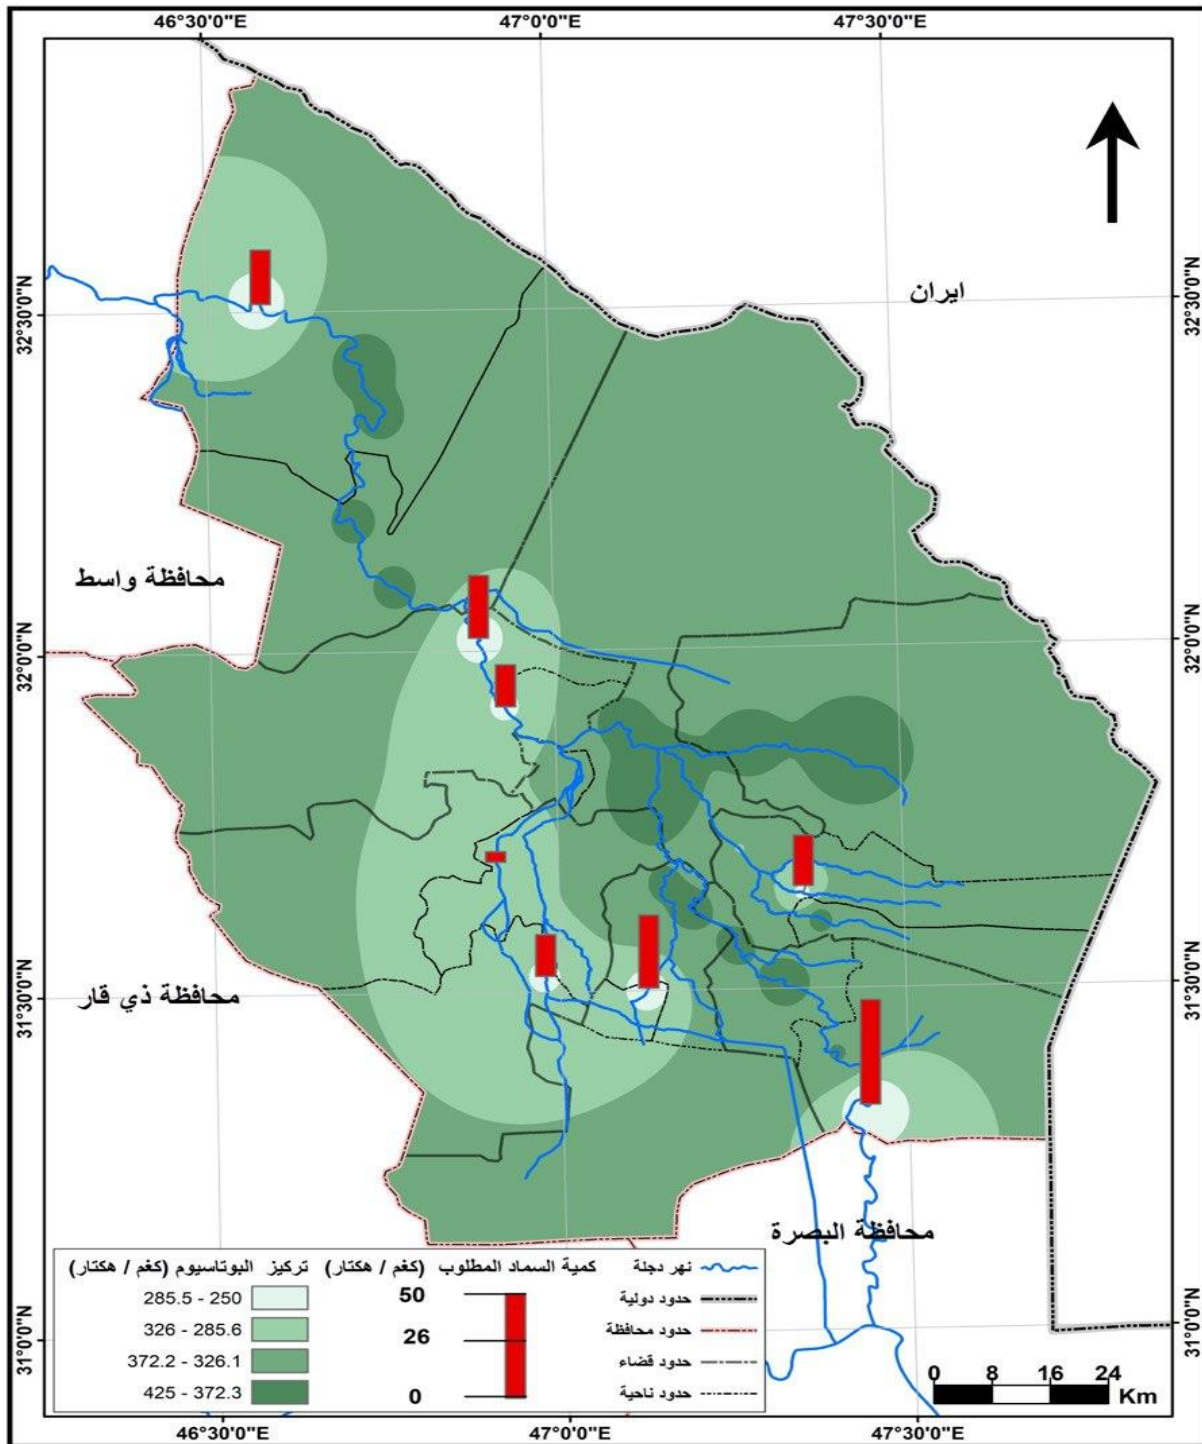 46°30'0"E 47°0'0"E 47°30'0"E
32°30'0"N
32°30'0"N
ايران
محافظة واسط
32°0'0"N
32°0'0"N
31°30'0"N
31°30'0"N
محافظة ذي قار
محافظة البصرة
31°0'0"N
31°0'0"N
نهر دجلة
حدود دولية
حدود محافظة
حدود قضاء
حدود ناحية
كمية السماد المطلوب (كغم / هكتار)
50
26
0
تركيز البوتاسيوم (كغم / هكتار)
285.5 - 250
326 - 285.6
372.2 - 326.1
425 - 372.3
0 8 16 24
Km
46°30'0"E 47°0'0"E 47°30'0"E